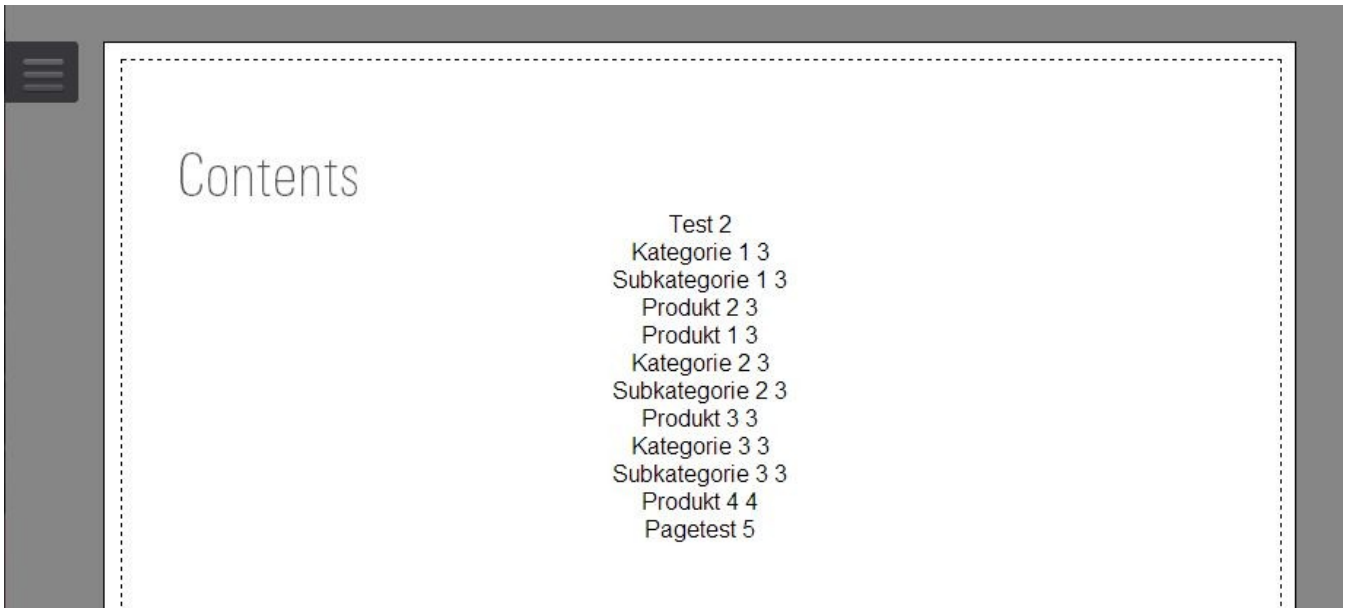 Contents
Test 2
Kategorie 1 3
Subkategorie 1 3
Produkt 2 3
Produkt 1 3
Kategorie 2 3
Subkategorie 2 3
Produkt 3 3
Kategorie 3 3
Subkategorie 3 3
Produkt 4 4
Pagetest 5